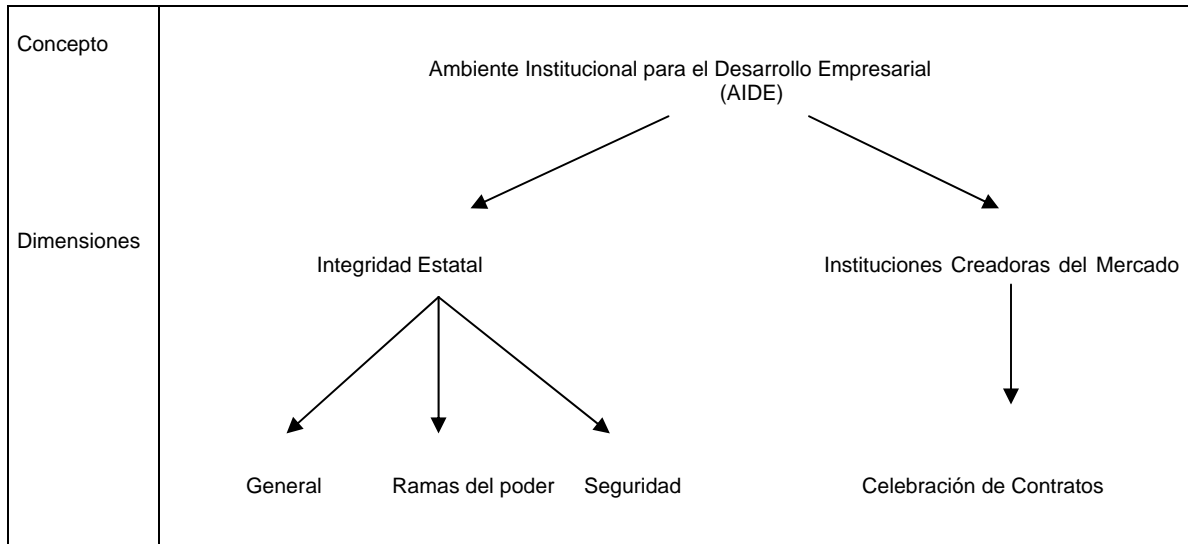 Concepto
Ambiente Institucional para el Desarrollo Empresarial
(AIDE)
Dimensiones
Integridad Estatal
Instituciones Creadoras del Mercado
General
Ramas del poder
Seguridad
Celebración de Contratos